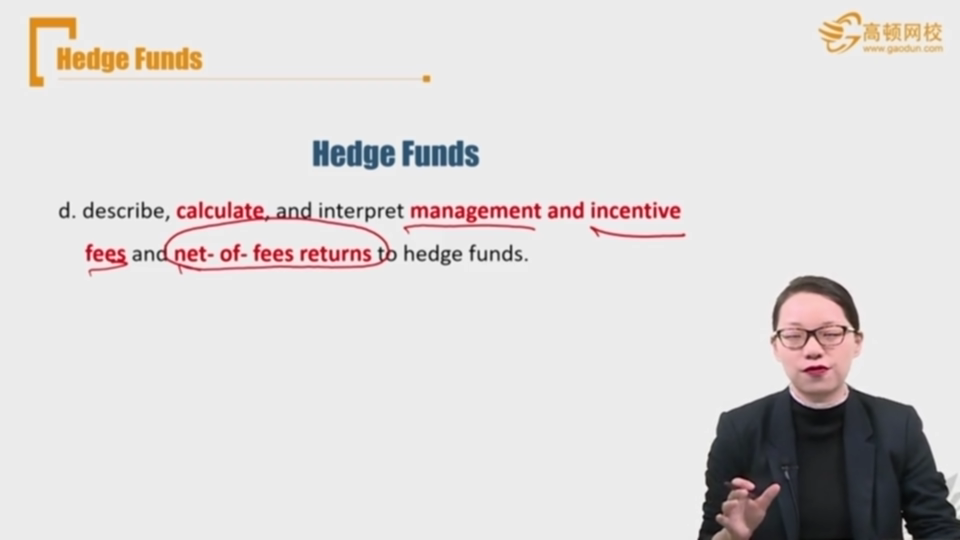 Hedge Funds
高顿网校
www.gaodun.com
Hedge Funds
d. describe, calculate, and interpret management and incentive
fees and net- of- fees returns to hedge funds.